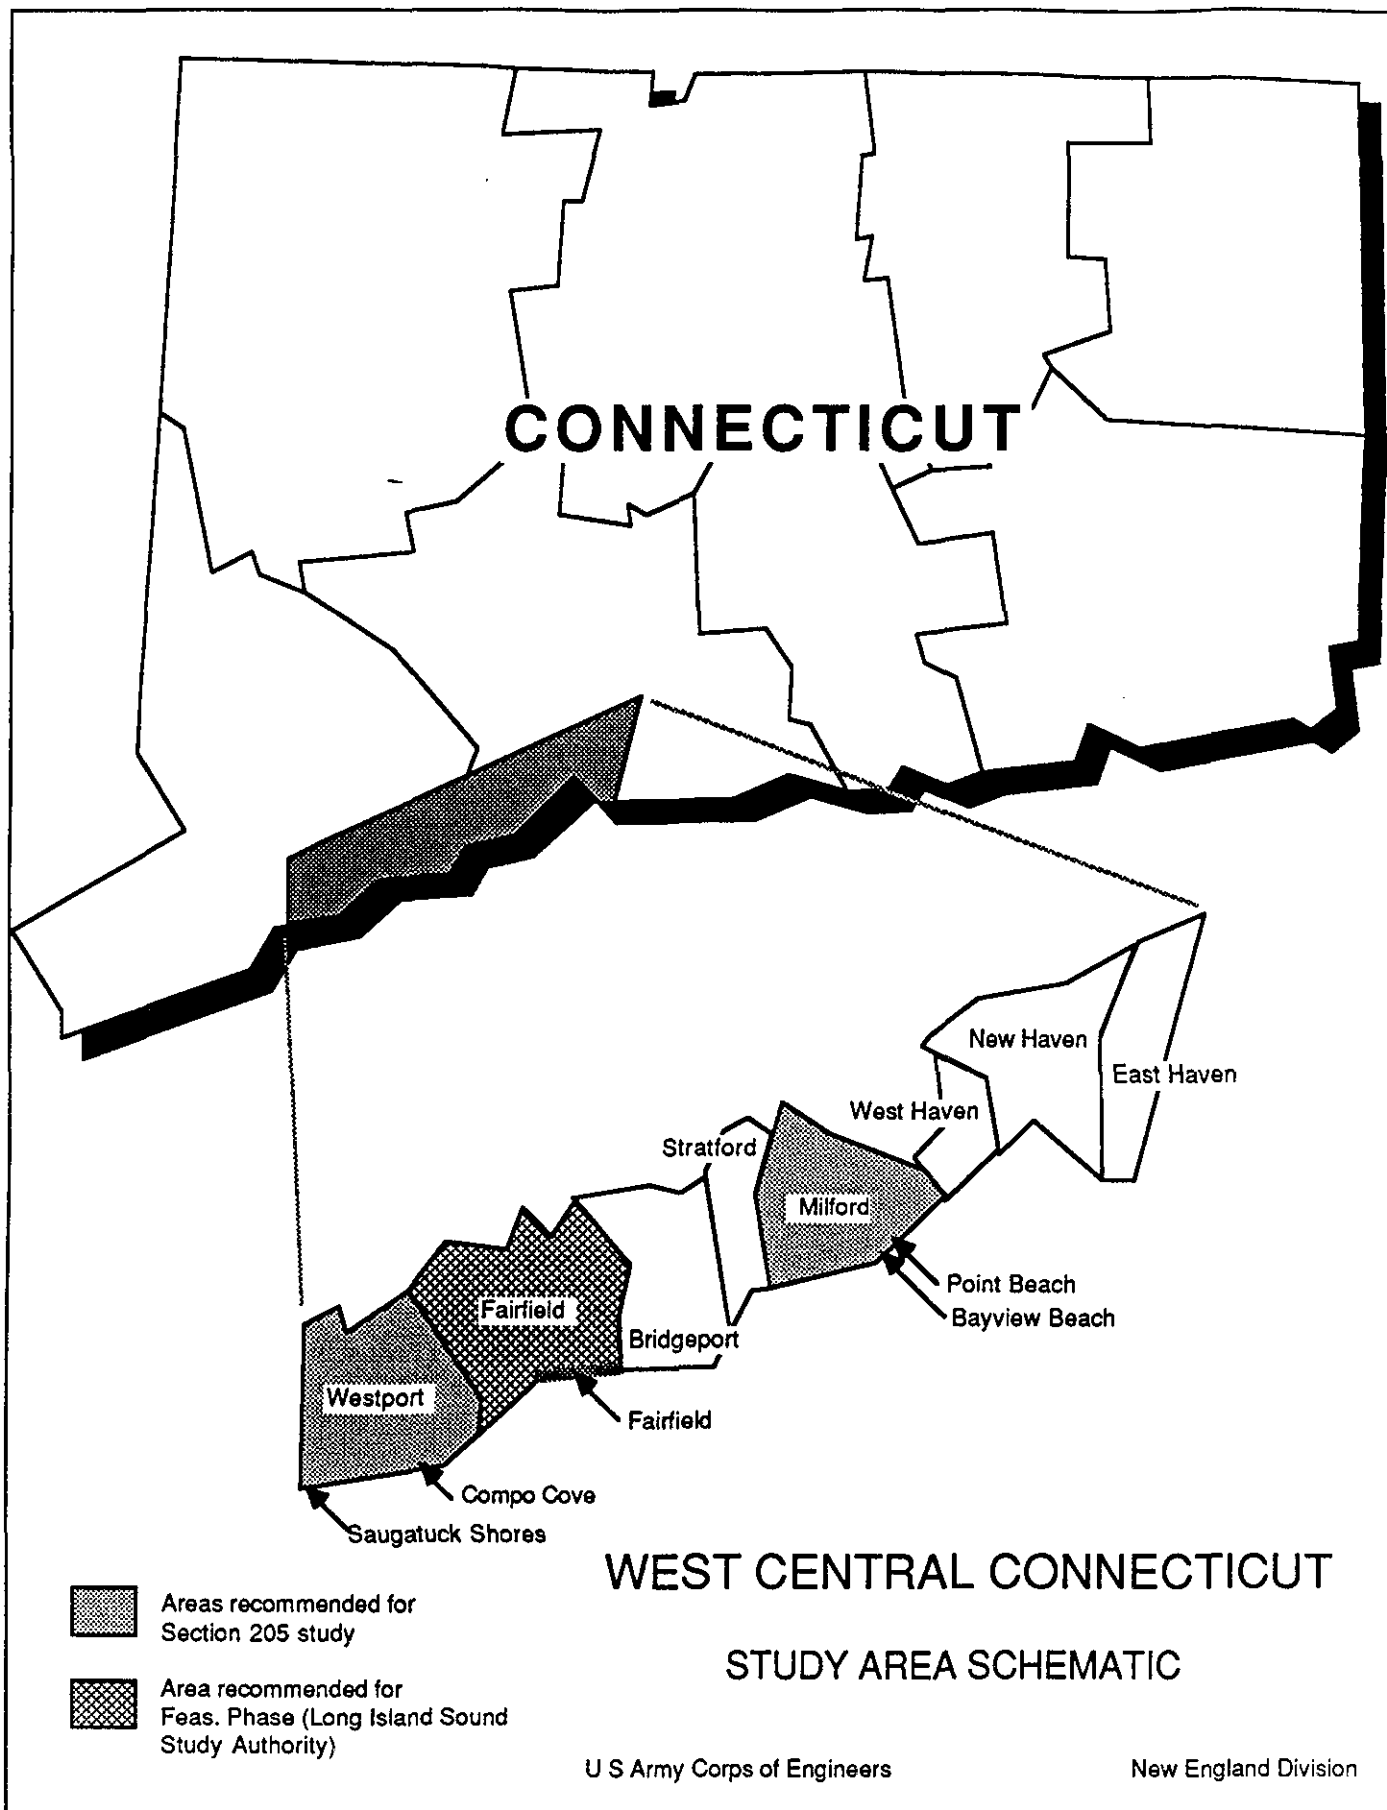 CONNECTICUT
New Haven
East Haven
West Haven
Stratford
Milford
Point Beach
Bayview Beach
Fairfield
Bridgeport
Westport
Fairfield
Compo Cove
Saugatuck Shores
WEST CENTRAL CONNECTICUT
STUDY AREA SCHEMATIC
Areas recommended for
Section 205 study
Area recommended for
Feas. Phase (Long Island Sound
Study Authority)
U S Army Corps of Engineers
New England Division